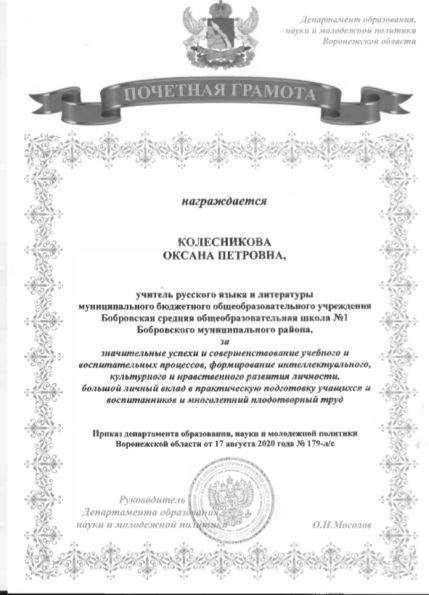 Департамент образования,
науки и молодежной политики
Воронежской области
ПОЧЕТНАЯ ГРАМОТА
награждается
КОЛЕСНИКОВА
ОКСАНА ПЕТРОВНА,
учитель русского языка и литературы
муниципального бюджетного общеобразовательного учреждения
Бобровская средняя общеобразовательная школа №1
Бобровского муниципального района,
за
значительные успехи и совершенствование учебного и
воспитательных процессов, формирование интеллектуального,
культурного и нравственного развития личности,
большой личный вклад в практическую подготовку учащихся и
воспитанников и многолетний плодотворный труд
Приказ департамента образования, науки и молодежной политики
Воронежской области от 17 августа 2020 года № 179-л/с
Руководитель
Департамента образования,
науки и молодежной политики
О.Н.Мосолов